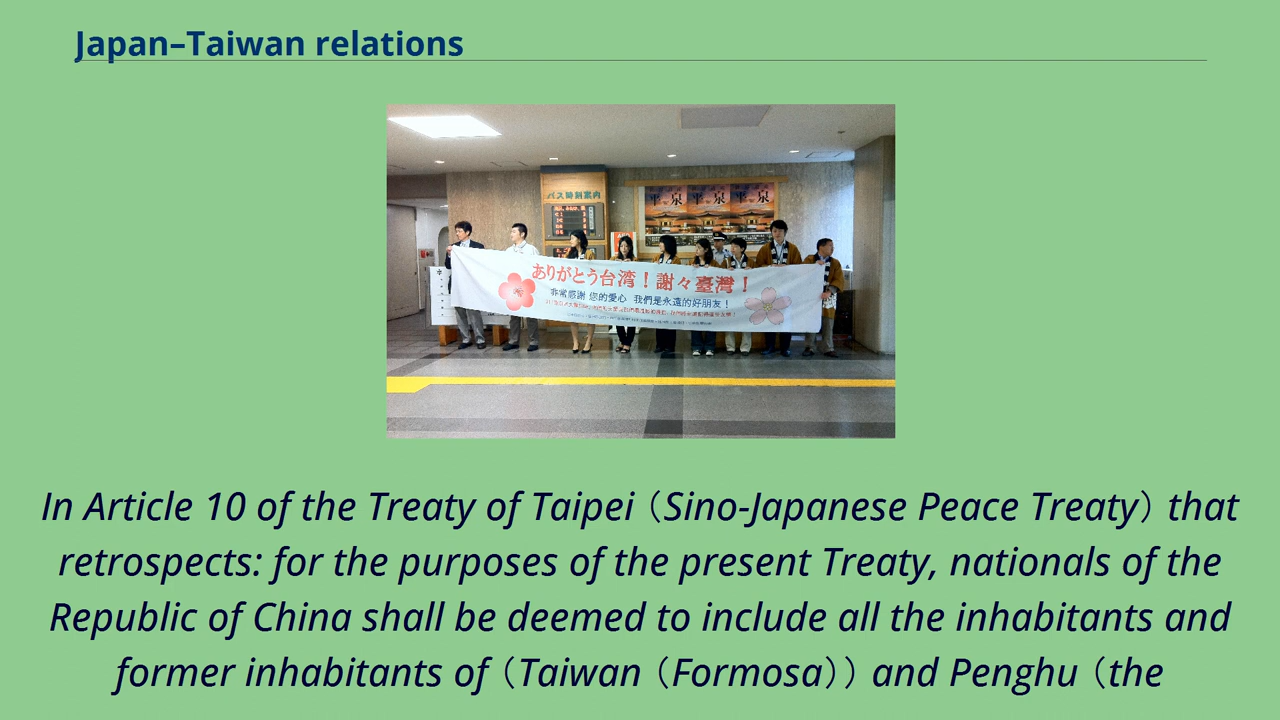 Japan–Taiwan relations
バス時刻案内
平泉 平泉 平泉
ありがとう台湾！謝々臺灣！
非常感謝 您的愛心 我們是永遠的好朋友！
In Article 10 of the Treaty of Taipei（Sino-Japanese Peace Treaty）that
retrospects: for the purposes of the present Treaty, nationals of the
Republic of China shall be deemed to include all the inhabitants and
former inhabitants of（Taiwan（Formosa））and Penghu（the